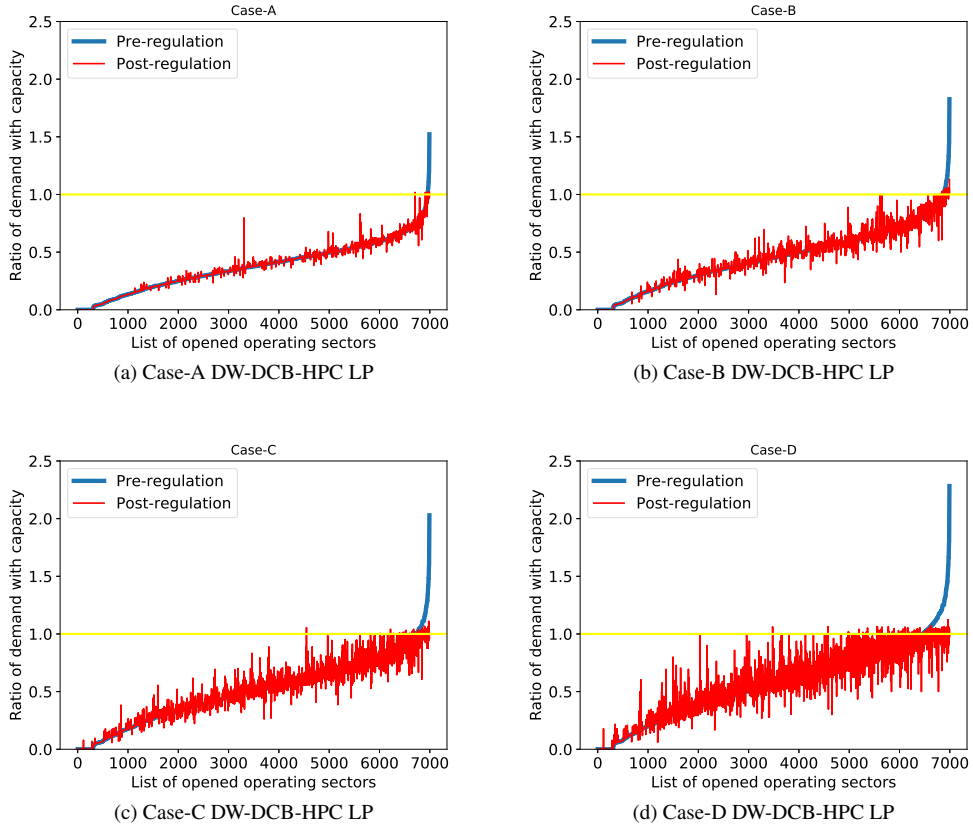 Case-A
Ratio of demand with capacity
2.5
2.0
1.5
1.0
0.5
0.0
Pre-regulation
Post-regulation
0 1000 2000 3000 4000 5000 6000 7000
List of opened operating sectors
(a) Case-A DW-DCB-HPC LP
Case-B
Ratio of demand with capacity
2.5
2.0
1.5
1.0
0.5
0.0
Pre-regulation
Post-regulation
0 1000 2000 3000 4000 5000 6000 7000
List of opened operating sectors
(b) Case-B DW-DCB-HPC LP
Case-C
Ratio of demand with capacity
2.5
2.0
1.5
1.0
0.5
0.0
Pre-regulation
Post-regulation
0 1000 2000 3000 4000 5000 6000 7000
List of opened operating sectors
(c) Case-C DW-DCB-HPC LP
Case-D
Ratio of demand with capacity
2.5
2.0
1.5
1.0
0.5
0.0
Pre-regulation
Post-regulation
0 1000 2000 3000 4000 5000 6000 7000
List of opened operating sectors
(d) Case-D DW-DCB-HPC LP